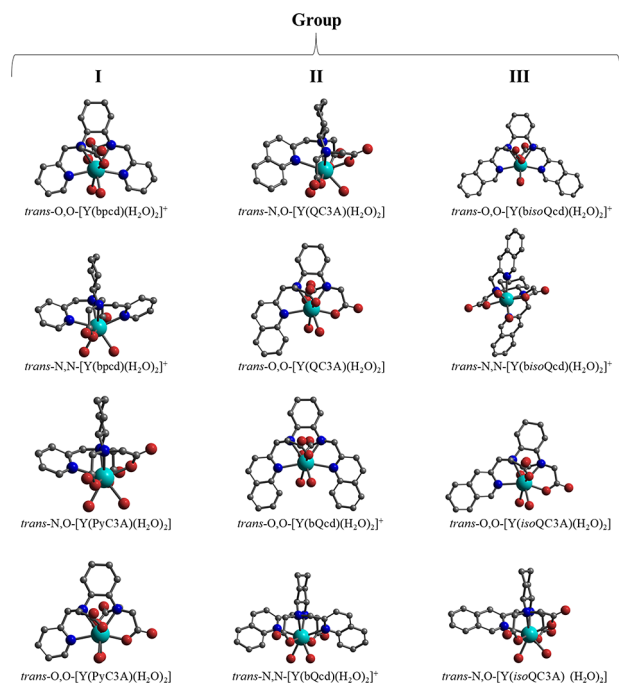 Group
I II III
trans-O,O-[Y(bpcd)(H₂O)₂]⁺ trans-N,O-[Y(QC3A)(H₂O)₂] trans-O,O-[Y(bisoQcd)(H₂O)₂]⁺
trans-N,N-[Y(bpcd)(H₂O)₂]⁺ trans-O,O-[Y(QC3A)(H₂O)₂] trans-N,N-[Y(bisoQcd)(H₂O)₂]⁺
trans-N,O-[Y(PyC3A)(H₂O)₂] trans-O,O-[Y(bQcd)(H₂O)₂]⁺ trans-O,O-[Y(isoQC3A)(H₂O)₂]
trans-O,O-[Y(PyC3A)(H₂O)₂] trans-N,N-[Y(bQcd)(H₂O)₂]⁺ trans-N,O-[Y(isoQC3A) (H₂O)₂]